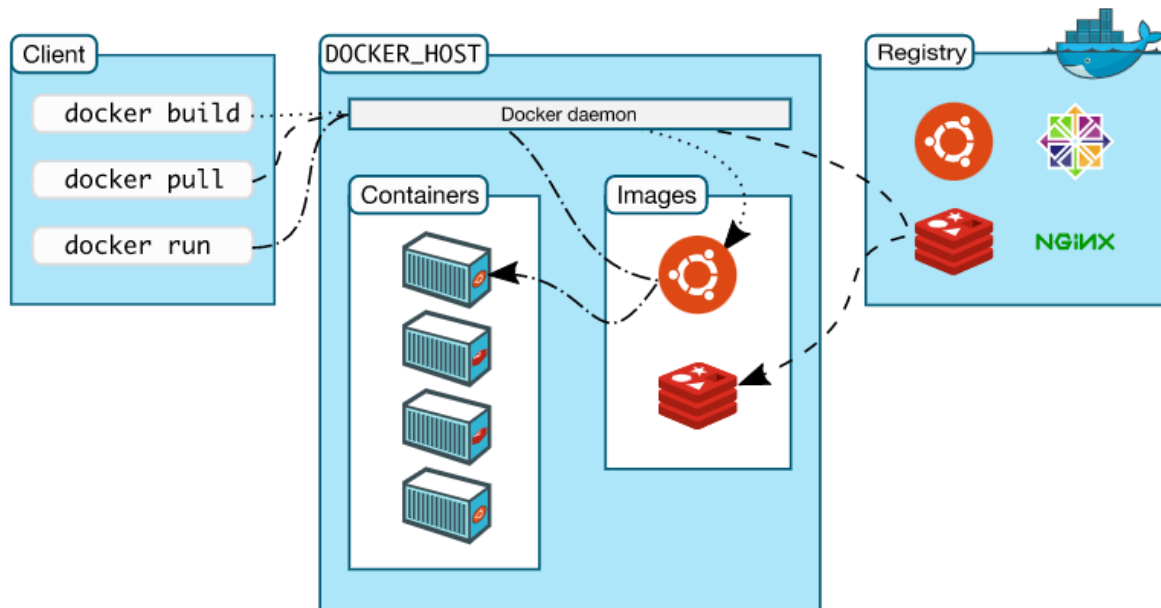 Client
docker build
docker pull
docker run
DOCKER_HOST
Docker daemon
Containers
Images
Registry
NGiNX